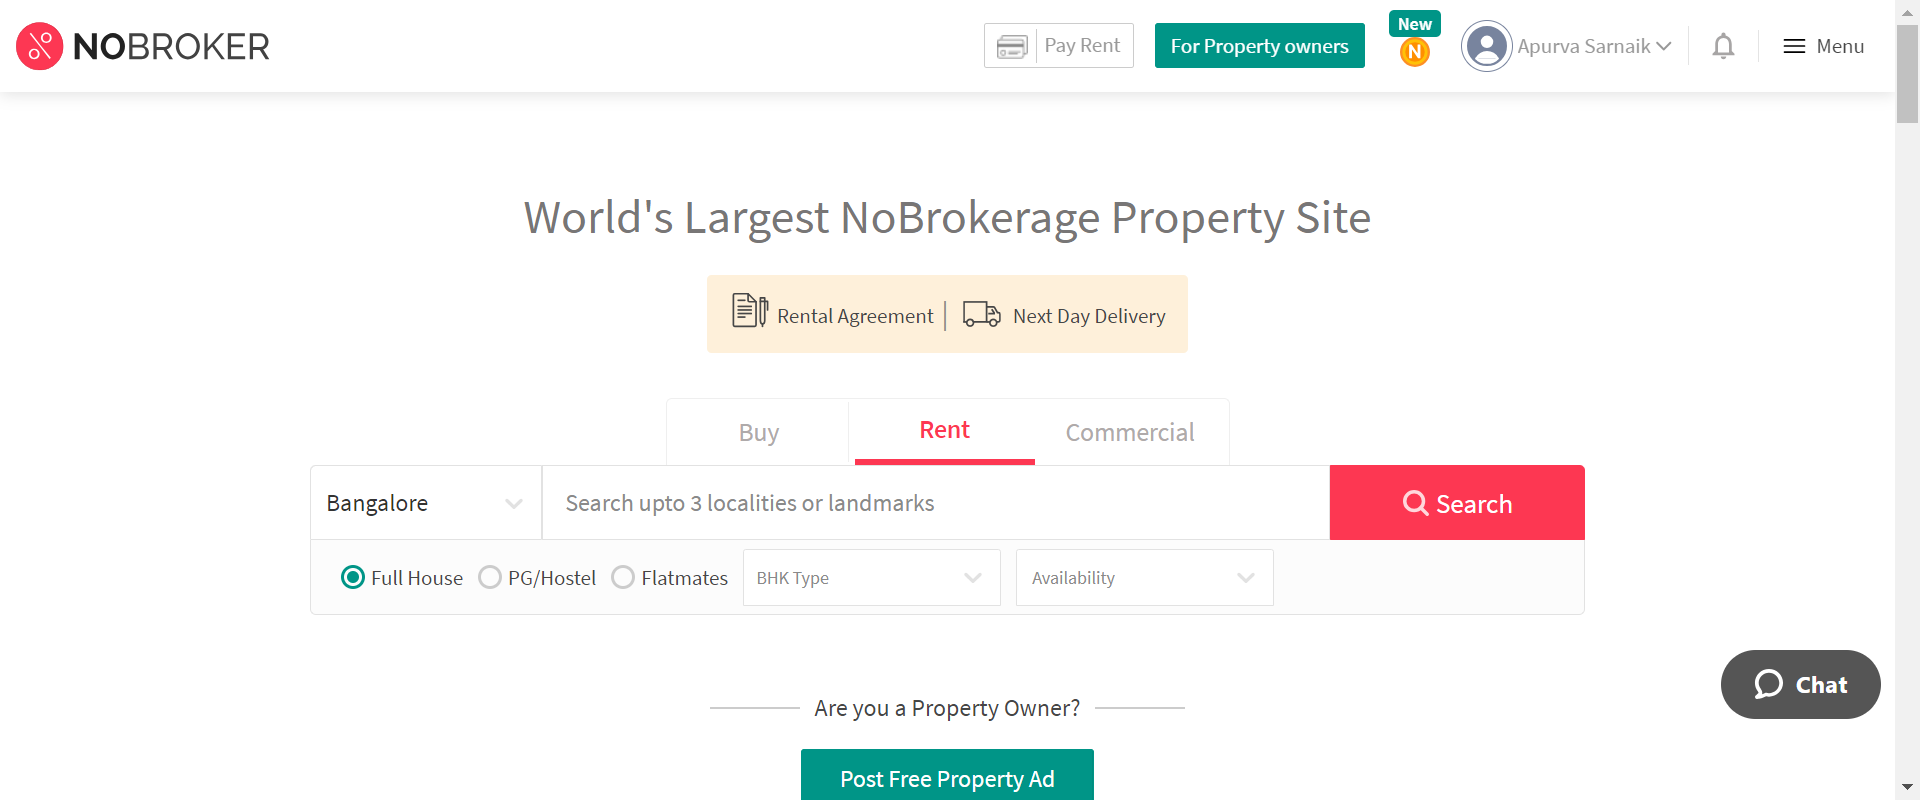 NOBROKER
Pay Rent
For Property owners
New
N
Apurva Sarnaik
Menu
World's Largest NoBrokerage Property Site
Rental Agreement
Next Day Delivery
Buy
Rent
Commercial
Bangalore
Search upto 3 localities or landmarks
Search
Full House
PG/Hostel
Flatmates
BHK Type
Availability
Chat
Are you a Property Owner?
Post Free Property Ad